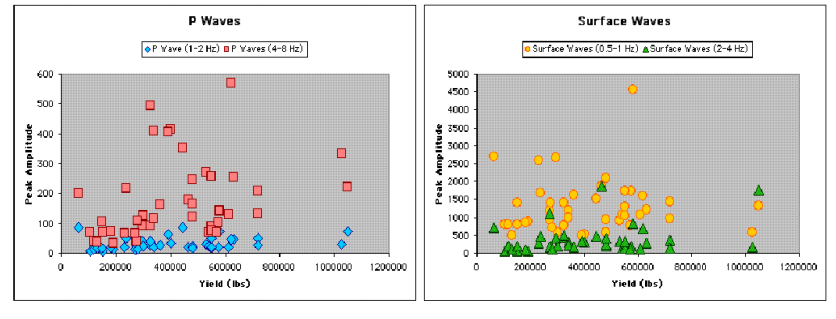 P Waves
P Wave (1-2 Hz) P Waves (4-8 Hz)
600
500
400
300
200
100
0
Peak Amplitude
0 200000 400000 600000 800000 1000000 1200000
Yield (lbs)
Surface Waves
Surface Waves (0.5-1 Hz) Surface Waves (2-4 Hz)
5000
4500
4000
3500
3000
2500
2000
1500
1000
500
0
Peak Amplitude
0 200000 400000 600000 800000 1000000 1200000
Yield (lbs)